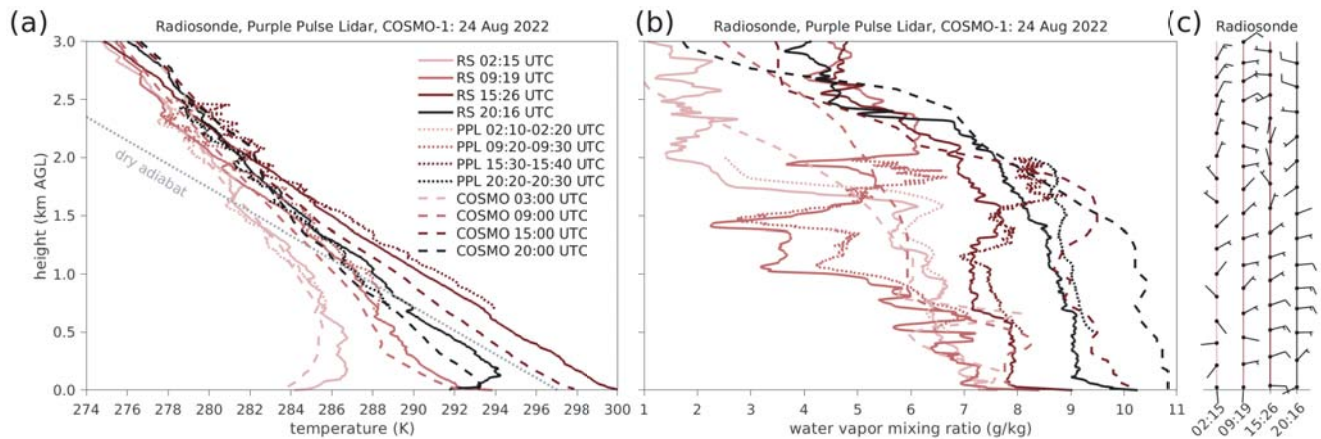 (a)
Radiosonde, Purple Pulse Lidar, COSMO-1: 24 Aug 2022
3.0
2.5
2.0
1.5
1.0
0.5
0.0
height (km AGL)
dry adiabat
RS 02:15 UTC
RS 09:19 UTC
RS 15:26 UTC
RS 20:16 UTC
PPL 02:10-02:20 UTC
PPL 09:20-09:30 UTC
PPL 15:30-15:40 UTC
PPL 20:20-20:30 UTC
COSMO 03:00 UTC
COSMO 09:00 UTC
COSMO 15:00 UTC
COSMO 20:00 UTC
274 276 278 280 282 284 286 288 290 292 294 296 298 300
temperature (K)
(b)
Radiosonde, Purple Pulse Lidar, COSMO-1: 24 Aug 2022
1 2 3 4 5 6 7 8 9 10 11
water vapor mixing ratio (g/kg)
(c)
Radiosonde
02:15 09:19 15:26 20:16